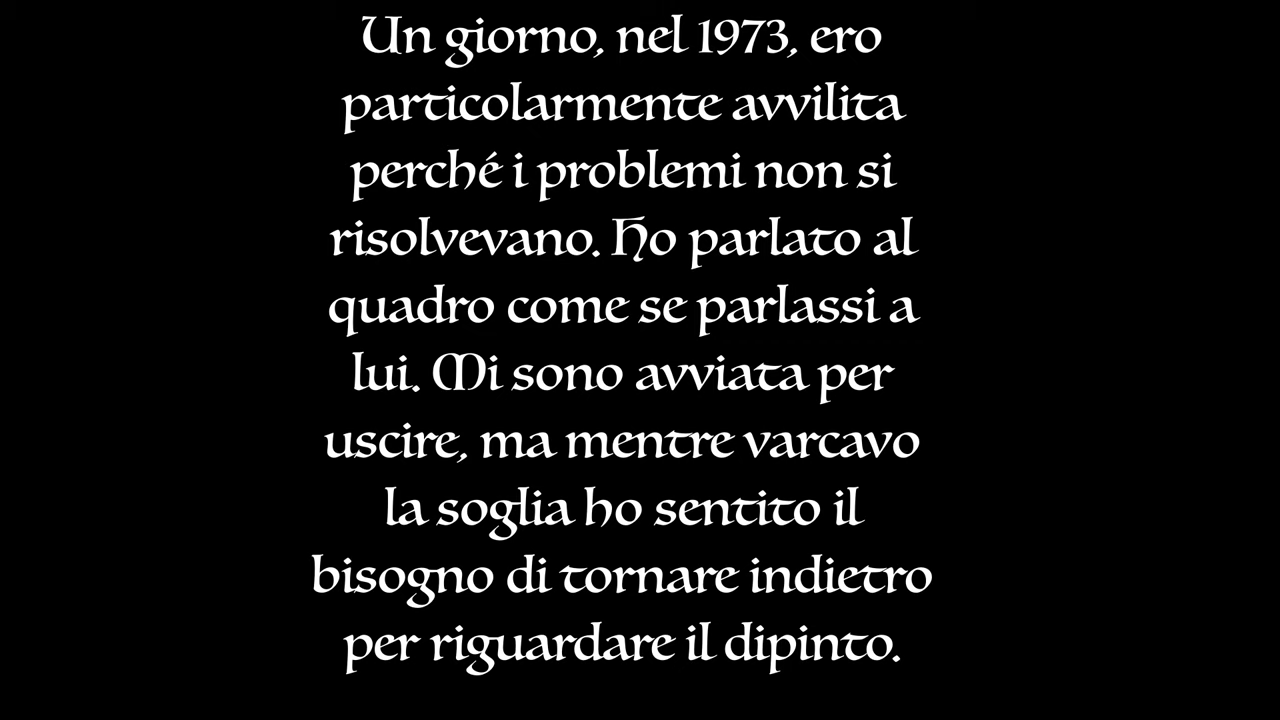 Un giorno, nel 1973, ero
particolarmente avvilita
perché i problemi non si
risolvevano. Ho parlato al
quadro come se parlassi a
lui. Mi sono avviata per
uscire, ma mentre varcavo
la soglia ho sentito il
bisogno di tornare indietro
per riguardare il dipinto.